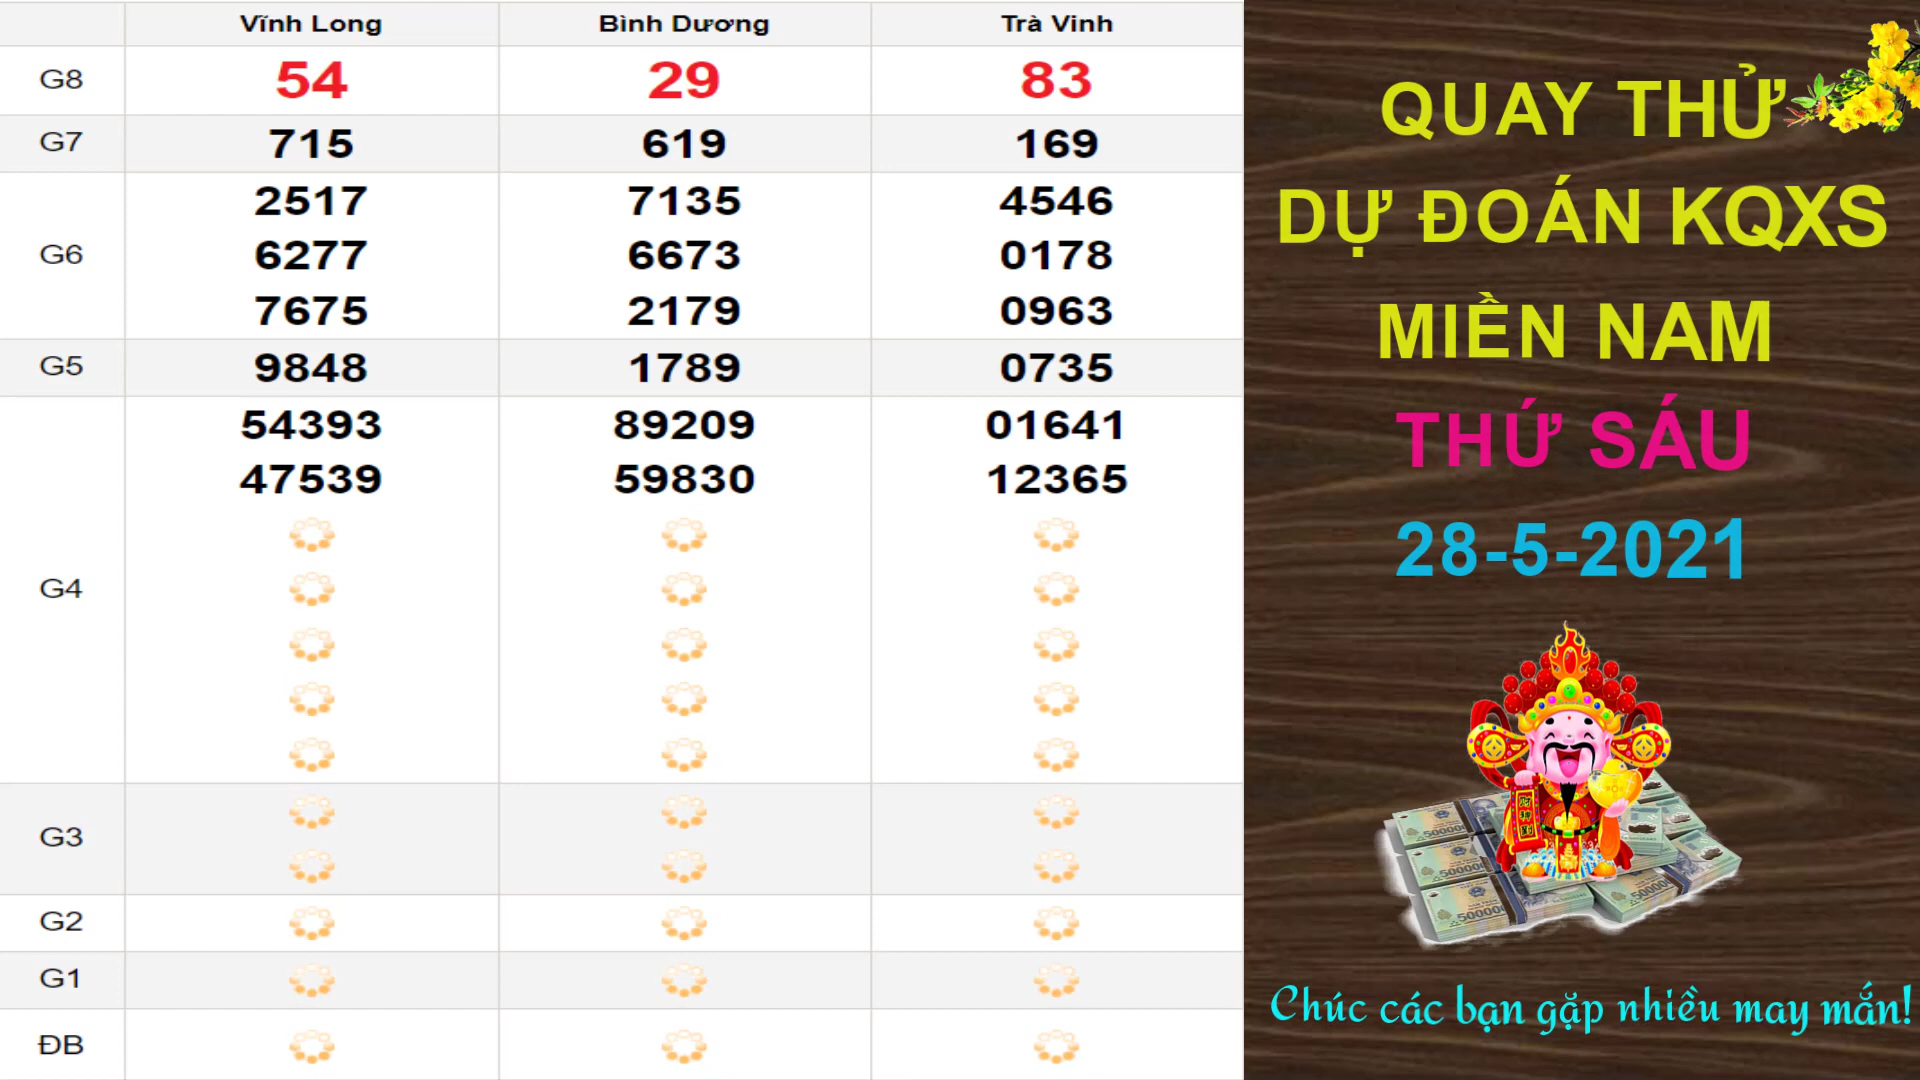 Vĩnh Long Bình Dương Trà Vinh
G8 54 29 83
G7 715 619 169
G6 2517 7135 4546
6277 6673 0178
7675 2179 0963
G5 9848 1789 0735
G4 54393 89209 01641
47539 59830 12365
G3
G2
G1
ĐB
QUAY THỬ
DỰ ĐOÁN KQXS
MIỀN NAM
THỨ SÁU
28-5-2021
Chúc các bạn gặp nhiều may mắn!